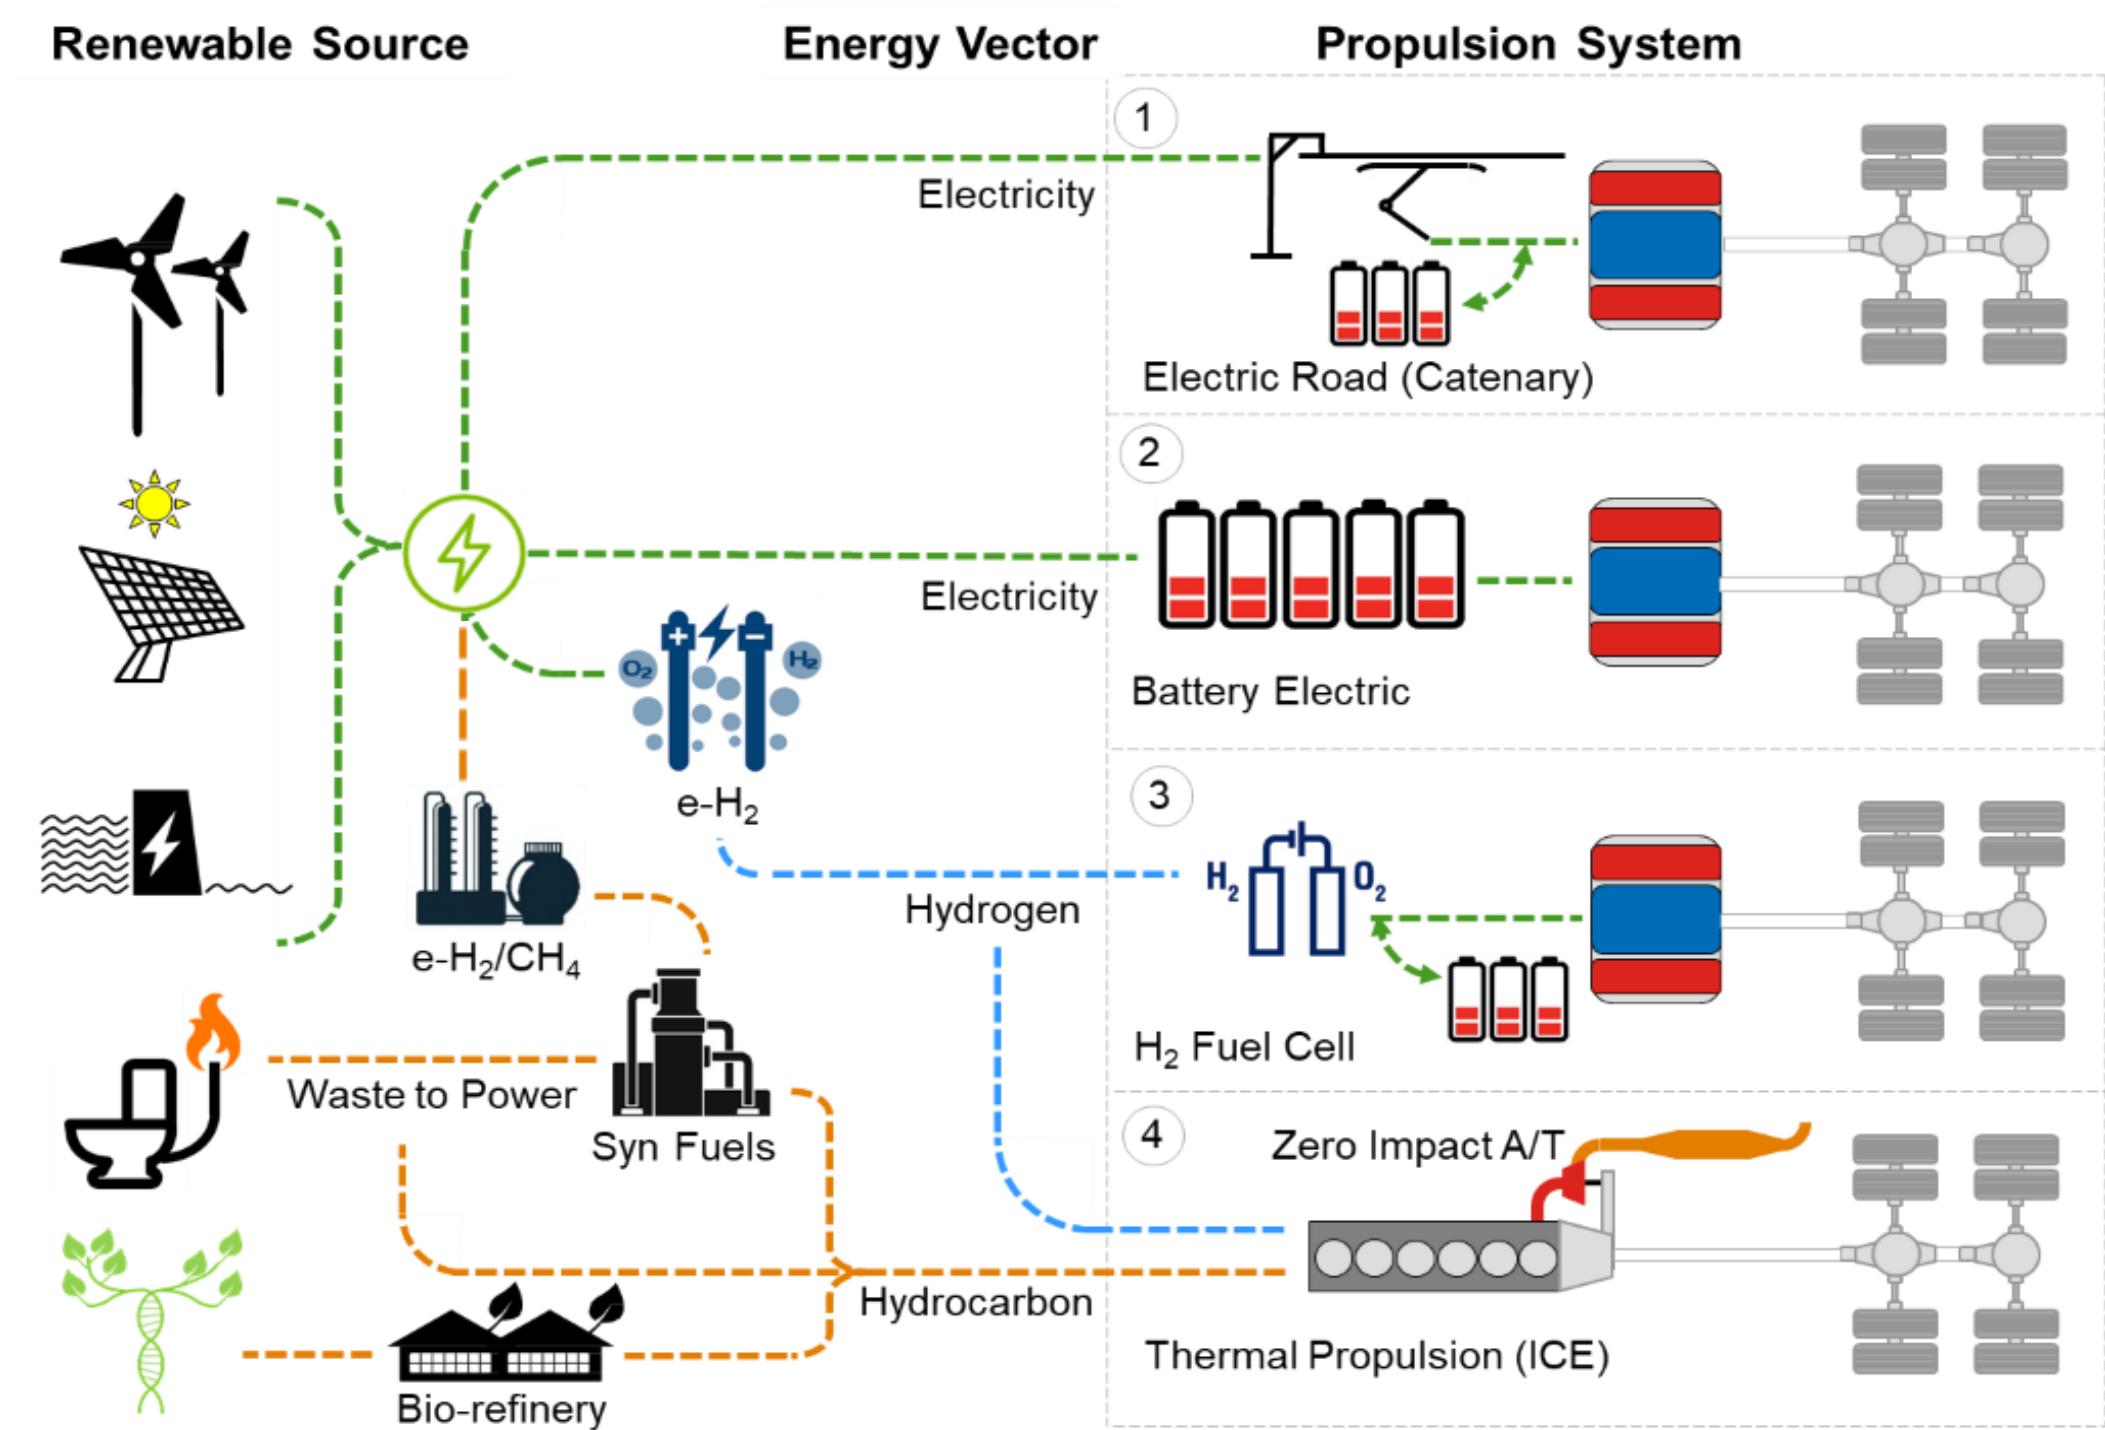 Renewable Source
Energy Vector
Propulsion System
1
Electricity
Electric Road (Catenary)
2
Electricity
+
−
O₂
H₂
e-H₂
Battery Electric
3
H₂
O₂
Hydrogen
e-H₂/CH₄
H₂ Fuel Cell
Waste to Power
Syn Fuels
4
Zero Impact A/T
Hydrocarbon
Thermal Propulsion (ICE)
Bio-refinery